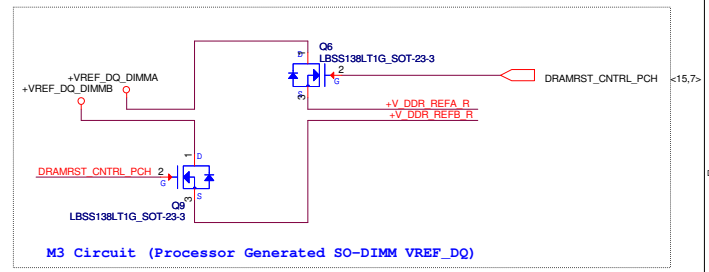 Q6
LBSS138LT1G_SOT-23-3
D
1
2
G
S
3
DRAMRST_CNTRL_PCH <15,7>
+VREF_DQ_DIMMA
+VREF_DQ_DIMMB
+V_DDR_REFA_R
+V_DDR_REFB_R
1
D
DRAMRST_CNTRL_PCH
2
G
3
S
Q9
LBSS138LT1G_SOT-23-3
M3 Circuit (Processor Generated SO-DIMM VREF_DQ)